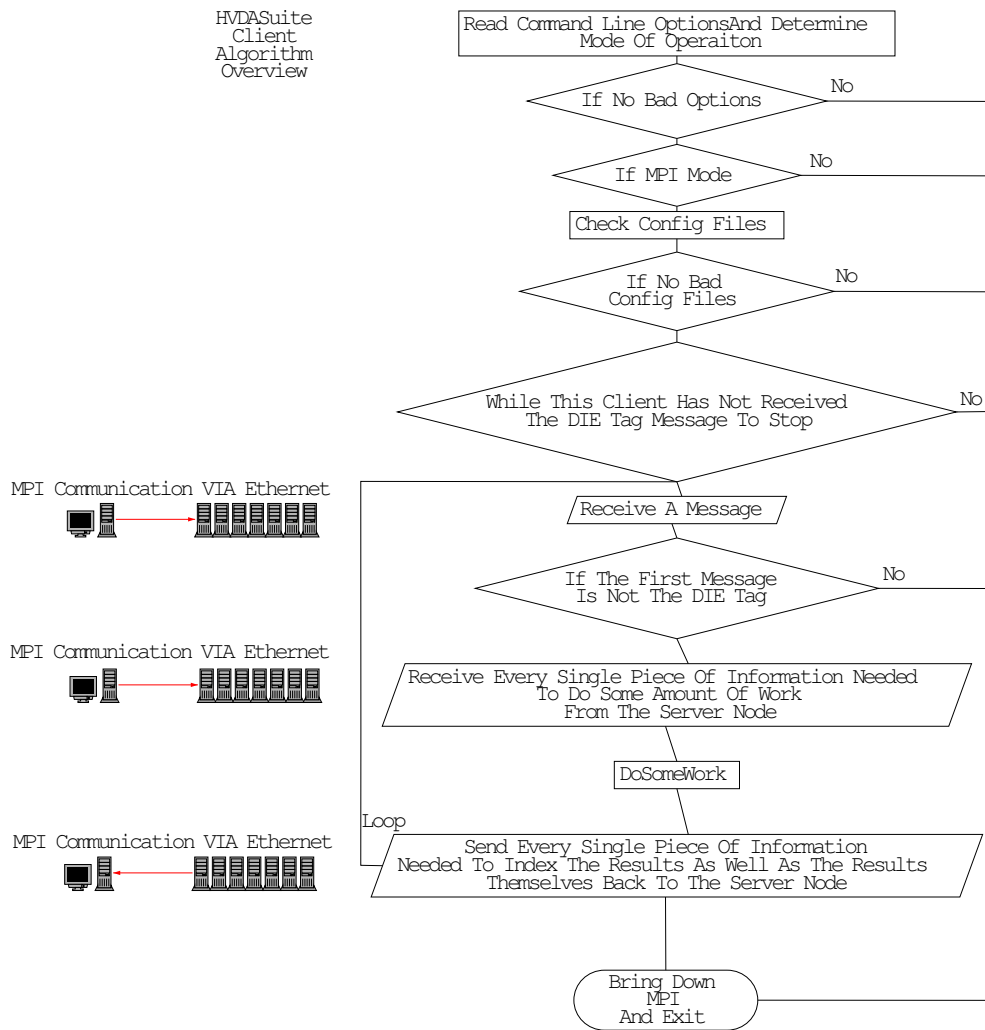 HVDASuite
Client
Algorithm
Overview
Read Command Line OptionsAnd Determine
Mode Of Operaiton
If No Bad Options
No
If MPI Mode
No
Check Config Files
If No Bad
Config Files
No
While This Client Has Not Received
The DIE Tag Message To Stop
No
MPI Communication VIA Ethernet
Receive A Message
If The First Message
Is Not The DIE Tag
No
MPI Communication VIA Ethernet
Receive Every Single Piece Of Information Needed
To Do Some Amount Of Work
From The Server Node
DoSomeWork
Loop
MPI Communication VIA Ethernet
Send Every Single Piece Of Information
Needed To Index The Results As Well As The Results
Themselves Back To The Server Node
Bring Down
MPI
And Exit